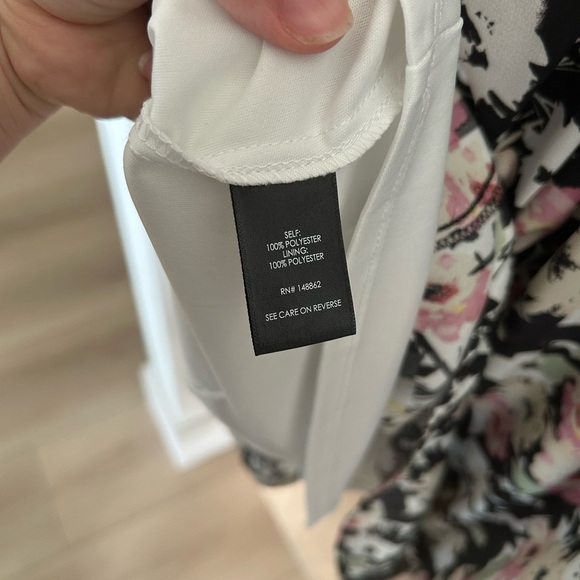 SELF:
100% POLYESTER
LINING:
100% POLYESTER
RN# 148862
SEE CARE ON REVERSE